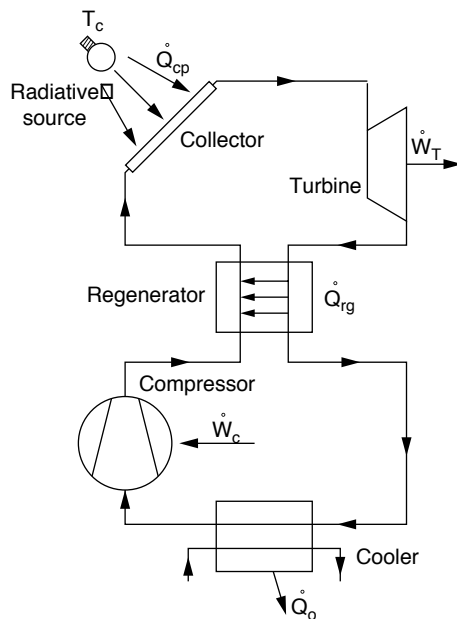 T_c
Q̇_cp
Radiative□
source
Collector
Ẇ_T
Turbine
Regenerator
Q̇_rg
Compressor
Ẇ_c
Cooler
Q̇_o